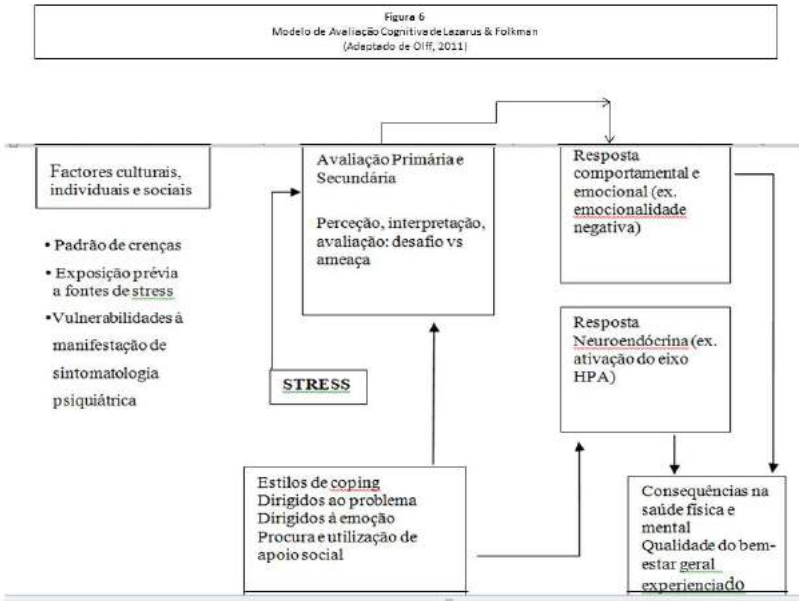 Figura 6
Modelo de Avaliação Cognitiva de Lazarus & Folkman
(Adaptado de Olff, 2011)
Factores culturais,
individuais e sociais
• Padrão de crenças
• Exposição prévia
a fontes de stress
•Vulnerabilidades à
manifestação de
sintomatologia
psiquiátrica
Avaliação Primária e
Secundária
Perceção, interpretação,
avaliação: desafio vs
ameaça
STRESS
Estilos de coping
Dirigidos ao problema
Dirigidos à emoção
Procura e utilização de
apoio social
Resposta
comportamental e
emocional (ex.
emocionalidade
negativa)
Resposta
Neuroendócrina (ex.
ativação do eixo
HPA)
Consequências na
saúde física e
mental
Qualidade do bem-
estar geral
experienciado